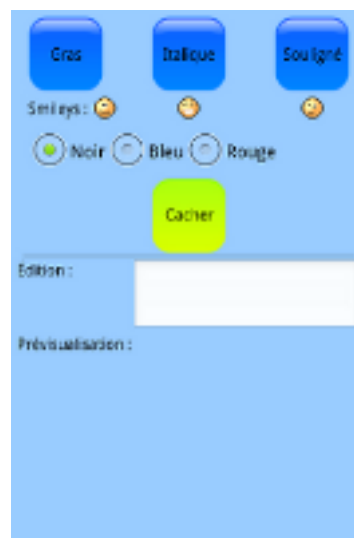 Gras Italique Souligné
Smileys:
Noir Bleu Rouge
Cacher
Edition :
Prévisualisation :